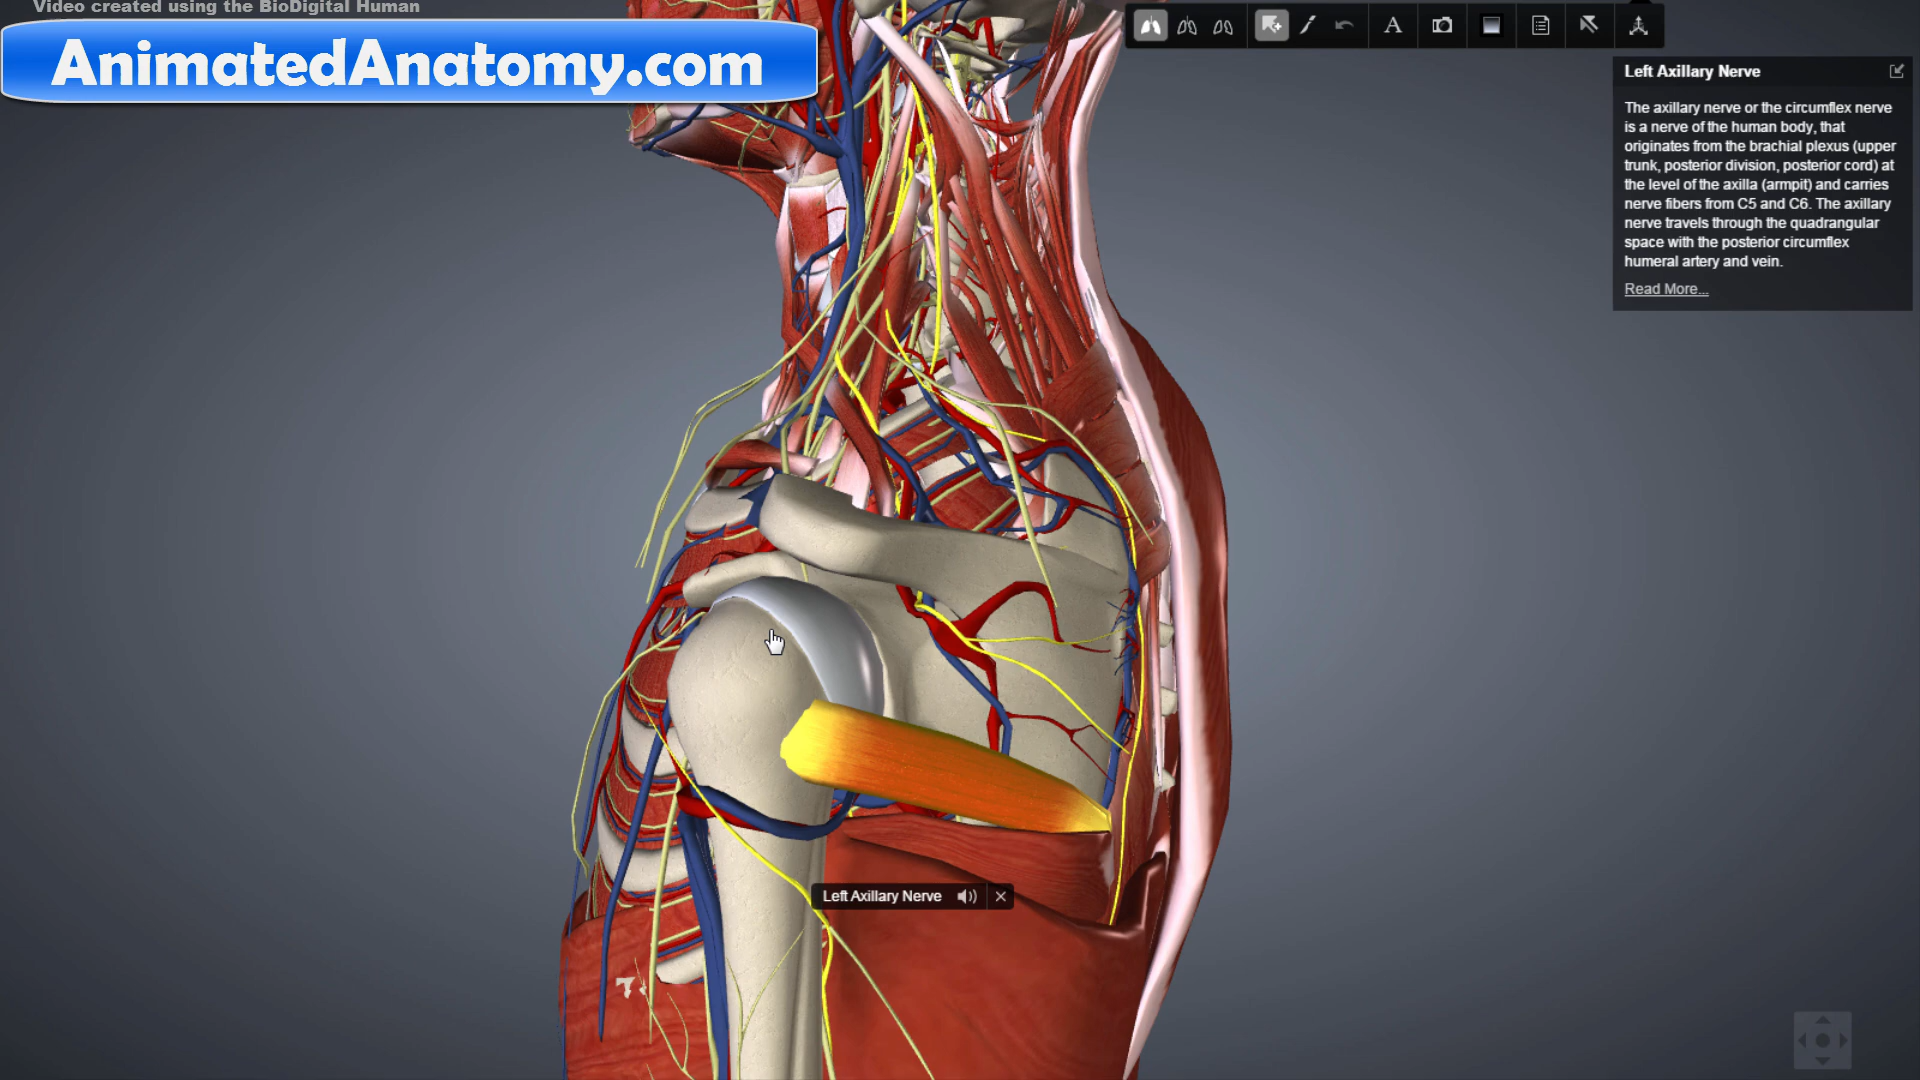 Video created using the BioDigital Human
AnimatedAnatomy.com
A
Left Axillary Nerve
The axillary nerve or the circumflex nerve
is a nerve of the human body, that
originates from the brachial plexus (upper
trunk, posterior division, posterior cord) at
the level of the axilla (armpit) and carries
nerve fibers from C5 and C6. The axillary
nerve travels through the quadrangular
space with the posterior circumflex
humeral artery and vein.
Read More...
Left Axillary Nerve